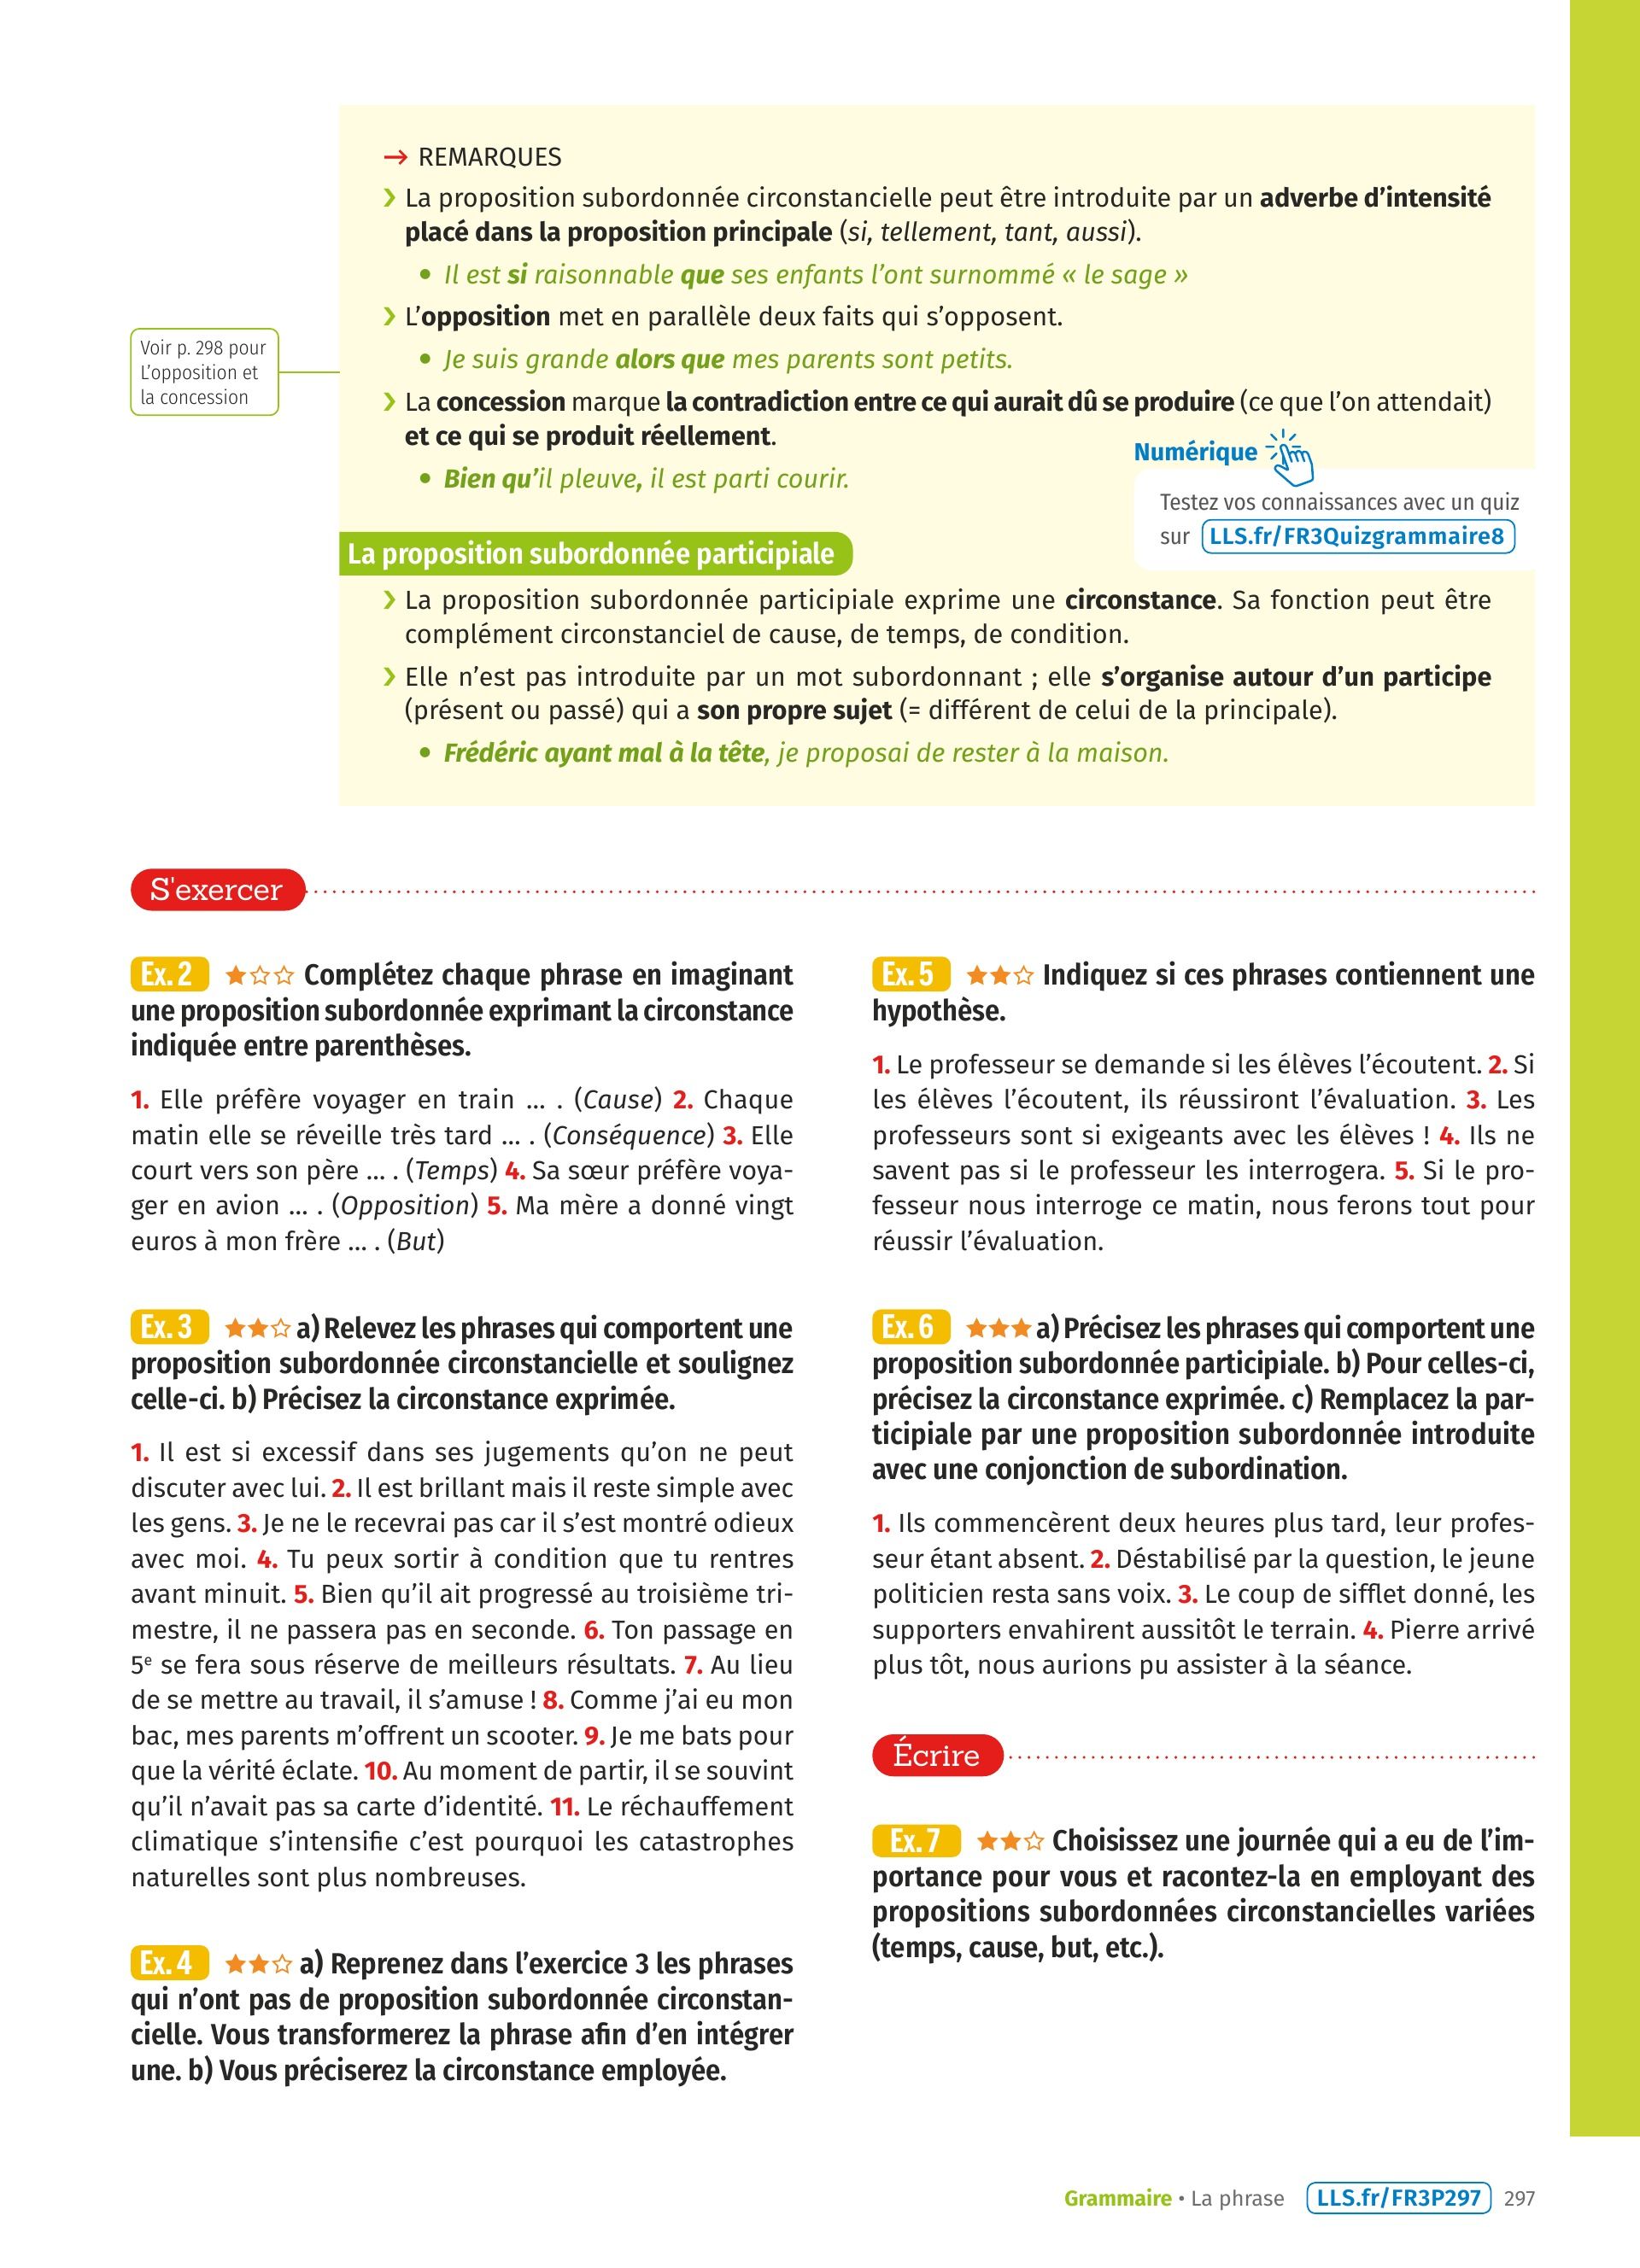 → REMARQUES
› La proposition subordonnée circonstancielle peut être introduite par un adverbe d’intensité
placé dans la proposition principale (si, tellement, tant, aussi).
• Il est si raisonnable que ses enfants l’ont surnommé « le sage »
› L’opposition met en parallèle deux faits qui s’opposent.
• Je suis grande alors que mes parents sont petits.
Voir p. 298 pour
L’opposition et
la concession
› La concession marque la contradiction entre ce qui aurait dû se produire (ce que l’on attendait)
et ce qui se produit réellement.
• Bien qu’il pleuve, il est parti courir.
Numérique
Testez vos connaissances avec un quiz
sur LLS.fr/FR3Quizgrammaire8
La proposition subordonnée participiale
› La proposition subordonnée participiale exprime une circonstance. Sa fonction peut être
complément circonstanciel de cause, de temps, de condition.
› Elle n’est pas introduite par un mot subordonnant ; elle s’organise autour d’un participe
(présent ou passé) qui a son propre sujet (= différent de celui de la principale).
• Frédéric ayant mal à la tête, je proposai de rester à la maison.
S'exercer
Ex. 2 ★☆☆ Complétez chaque phrase en imaginant
une proposition subordonnée exprimant la circonstance
indiquée entre parenthèses.
1. Elle préfère voyager en train ... . (Cause) 2. Chaque
matin elle se réveille très tard ... . (Conséquence) 3. Elle
court vers son père ... . (Temps) 4. Sa sœur préfère voya-
ger en avion ... . (Opposition) 5. Ma mère a donné vingt
euros à mon frère ... . (But)
Ex. 3 ★★☆ a) Relevez les phrases qui comportent une
proposition subordonnée circonstancielle et soulignez
celle-ci. b) Précisez la circonstance exprimée.
1. Il est si excessif dans ses jugements qu’on ne peut
discuter avec lui. 2. Il est brillant mais il reste simple avec
les gens. 3. Je ne le recevrai pas car il s’est montré odieux
avec moi. 4. Tu peux sortir à condition que tu rentres
avant minuit. 5. Bien qu’il ait progressé au troisième tri-
mestre, il ne passera pas en seconde. 6. Ton passage en
5e se fera sous réserve de meilleurs résultats. 7. Au lieu
de se mettre au travail, il s’amuse ! 8. Comme j’ai eu mon
bac, mes parents m’offrent un scooter. 9. Je me bats pour
que la vérité éclate. 10. Au moment de partir, il se souvint
qu’il n’avait pas sa carte d’identité. 11. Le réchauffement
climatique s’intensifie c’est pourquoi les catastrophes
naturelles sont plus nombreuses.
Ex. 4 ★★☆ a) Reprenez dans l’exercice 3 les phrases
qui n’ont pas de proposition subordonnée circonstan-
cielle. Vous transformerez la phrase afin d’en intégrer
une. b) Vous préciserez la circonstance employée.
Ex. 5 ★★☆ Indiquez si ces phrases contiennent une
hypothèse.
1. Le professeur se demande si les élèves l’écoutent. 2. Si
les élèves l’écoutent, ils réussiront l’évaluation. 3. Les
professeurs sont si exigeants avec les élèves ! 4. Ils ne
savent pas si le professeur les interrogera. 5. Si le pro-
fesseur nous interroge ce matin, nous ferons tout pour
réussir l’évaluation.
Ex. 6 ★★★ a) Précisez les phrases qui comportent une
proposition subordonnée participiale. b) Pour celles-ci,
précisez la circonstance exprimée. c) Remplacez la par-
ticipiale par une proposition subordonnée introduite
avec une conjonction de subordination.
1. Ils commencèrent deux heures plus tard, leur profes-
seur étant absent. 2. Déstabilisé par la question, le jeune
politicien resta sans voix. 3. Le coup de sifflet donné, les
supporters envahirent aussitôt le terrain. 4. Pierre arrivé
plus tôt, nous aurions pu assister à la séance.
Écrire
Ex. 7 ★★☆ Choisissez une journée qui a eu de l’im-
portance pour vous et racontez-la en employant des
propositions subordonnées circonstancielles variées
(temps, cause, but, etc.).
Grammaire • La phrase LLS.fr/FR3P297 297